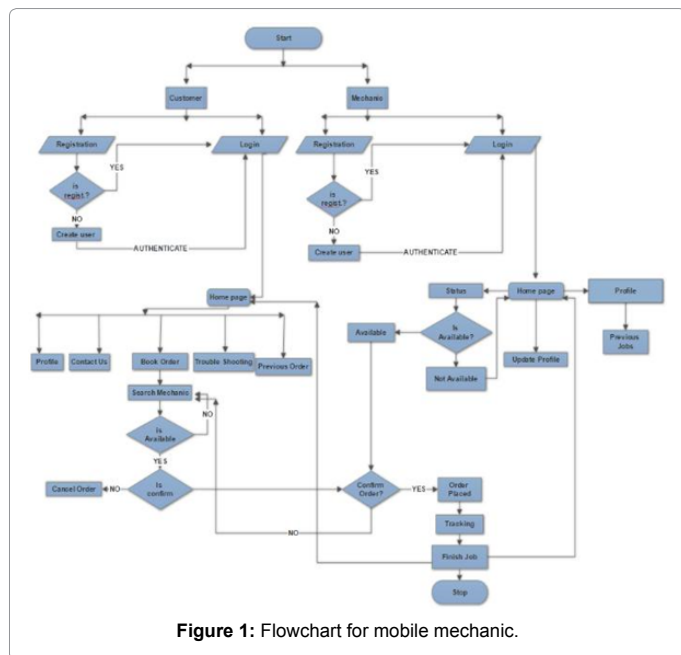 Start
Customer
Mechanic
Registration
Login
Registration
Login
YES
YES
is
regist.?
is
regist.?
NO
NO
Create user
AUTHENTICATE
Create user
AUTHENTICATE
Home page
Status
Home page
Profile
Available
Is
Available?
Previous
Jobs
Profile
Contact Us
Book Order
Trouble Shooting
Previous Order
Update Profile
Not Available
Search Mechanic
NO
Is
Available
YES
Cancel Order
NO
Is
confirm
Confirm
Order?
YES
Order
Placed
Tracking
NO
Finish Job
Stop
Figure 1: Flowchart for mobile mechanic.